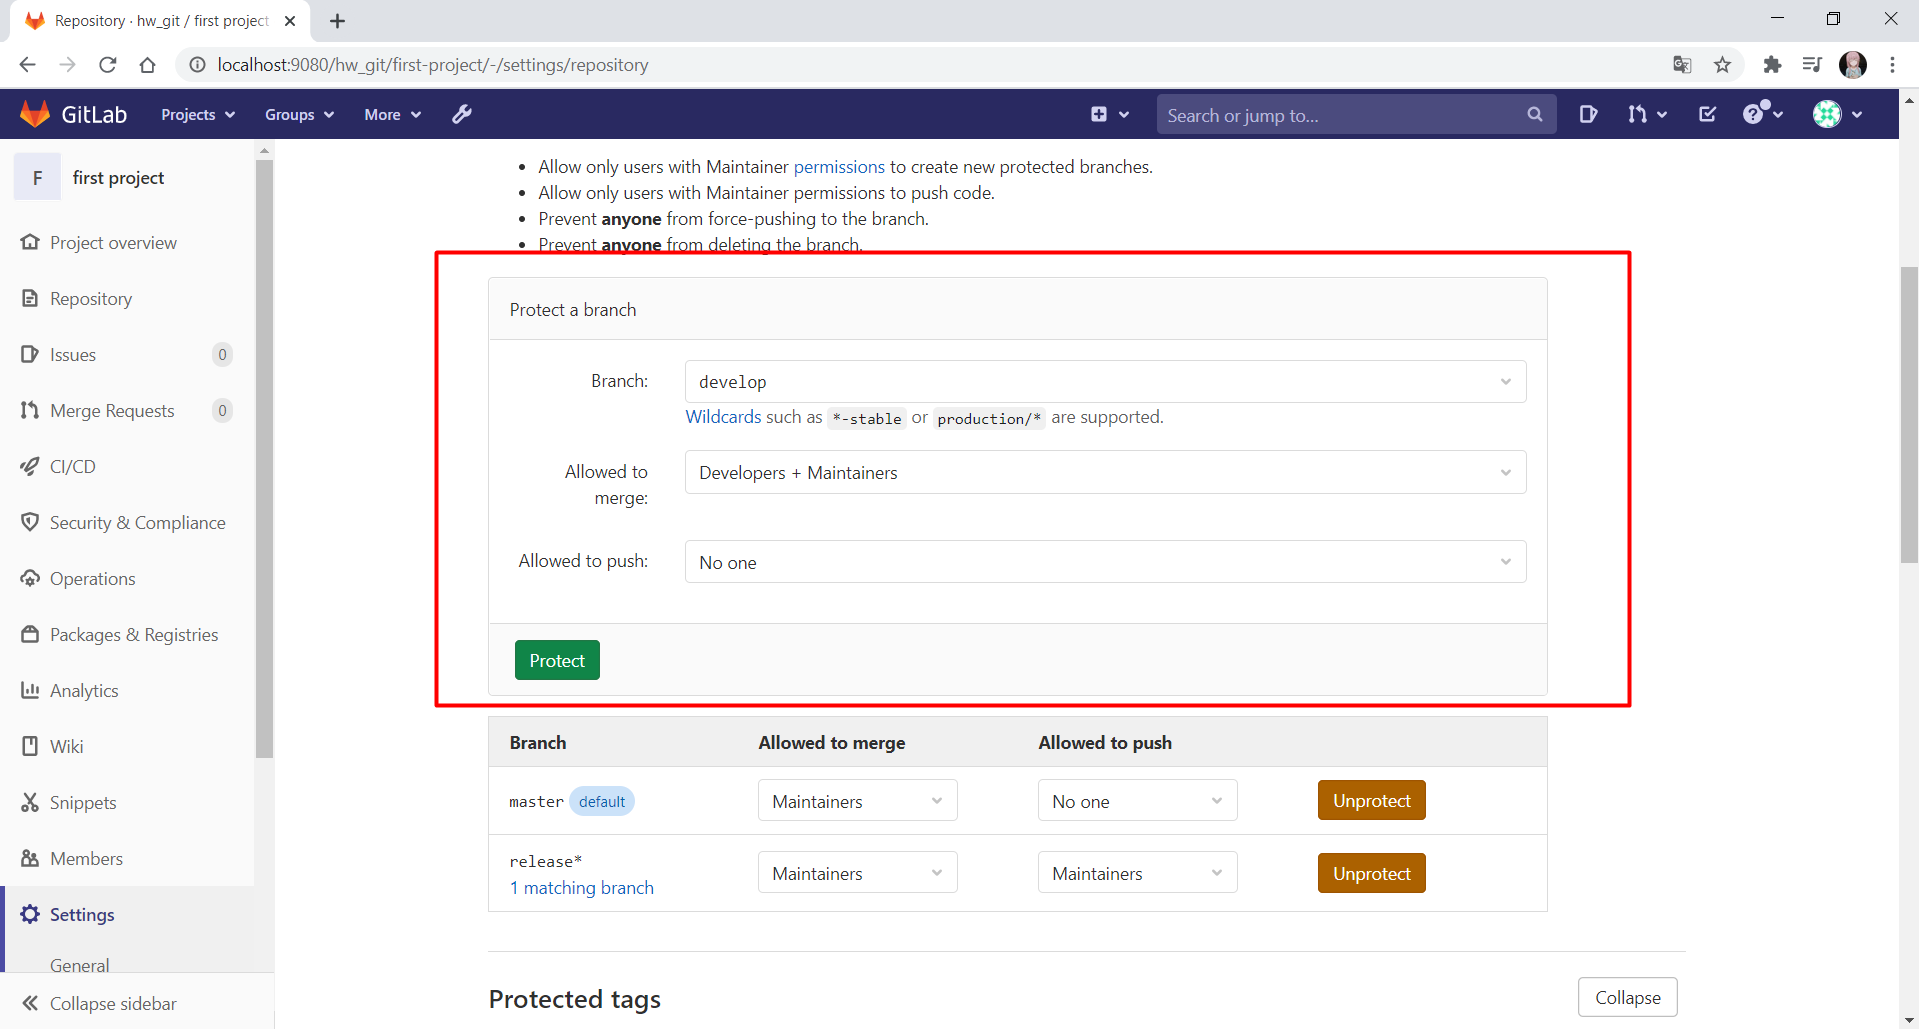 Repository · hw_git / first project
localhost:9080/hw_git/first-project/-/settings/repository
GitLab Projects Groups More Search or jump to...
F first project
Project overview
Repository
Issues 0
Merge Requests 0
CI/CD
Security & Compliance
Operations
Packages & Registries
Analytics
Wiki
Snippets
Members
Settings
General
Collapse sidebar
• Allow only users with Maintainer permissions to create new protected branches.
• Allow only users with Maintainer permissions to push code.
• Prevent anyone from force-pushing to the branch.
• Prevent anyone from deleting the branch.
Protect a branch
Branch: develop
Wildcards such as *-stable or production/* are supported.
Allowed to merge: Developers + Maintainers
Allowed to push: No one
Protect
Branch Allowed to merge Allowed to push
master default Maintainers No one Unprotect
release* Maintainers Maintainers Unprotect
1 matching branch
Protected tags Collapse